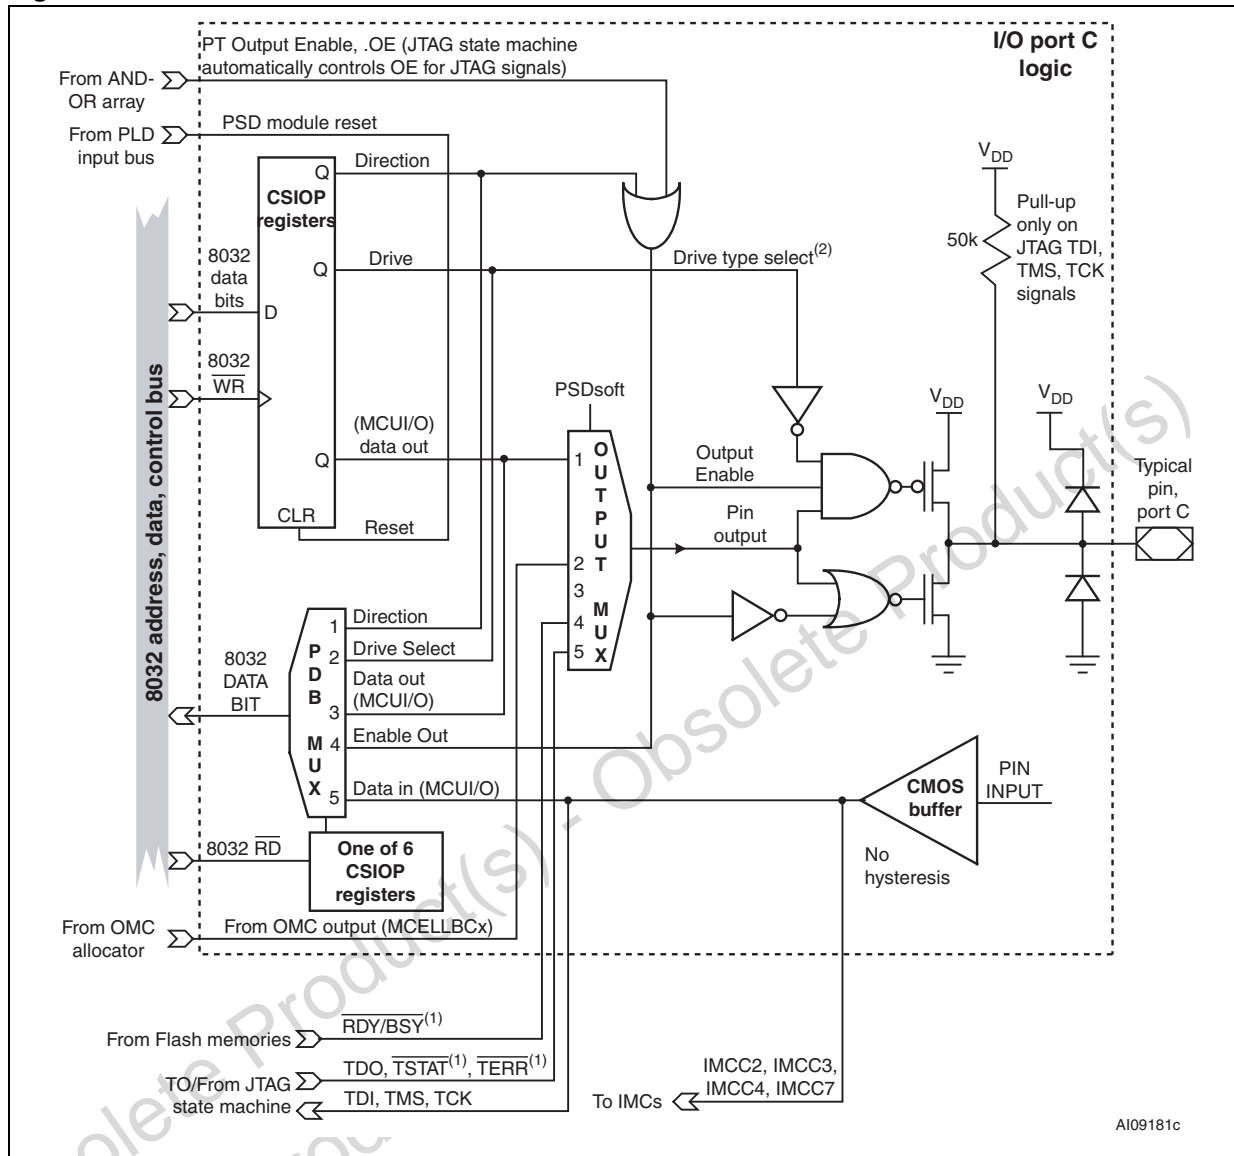 PT Output Enable, .OE (JTAG state machine
automatically controls OE for JTAG signals)
I/O port C
logic
From AND-
OR array
From PLD
input bus
PSD module reset
Direction
Q
CSIOP
registers
Drive
Q
Drive type select(2)
VDD
50k
Pull-up
only on
JTAG TDI,
TMS, TCK
signals
8032
data
bits
D
8032
WR
8032 address, data, control bus
PSDsoft
(MCUI/O)
data out
Q
1
2
3
4
5
OUTPUT MUX
CLR
Reset
Output
Enable
Pin
output
VDD
VDD
Typical
pin,
port C
1
2
3
4
5
PDB MUX
Direction
Drive Select
Data out
(MCUI/O)
Enable Out
Data in (MCUI/O)
8032
DATA
BIT
8032 RD
One of 6
CSIOP
registers
CMOS
buffer
PIN
INPUT
No
hysteresis
From OMC
allocator
From OMC output (MCELLBCx)
From Flash memories
RDY/BSY(1)
TO/From JTAG
state machine
TDO, TSTAT(1), TERR(1)
TDI, TMS, TCK
To IMCs
IMCC2, IMCC3,
IMCC4, IMCC7
AI09181c
Obsolete Product(s) - Obsolete Product(s)